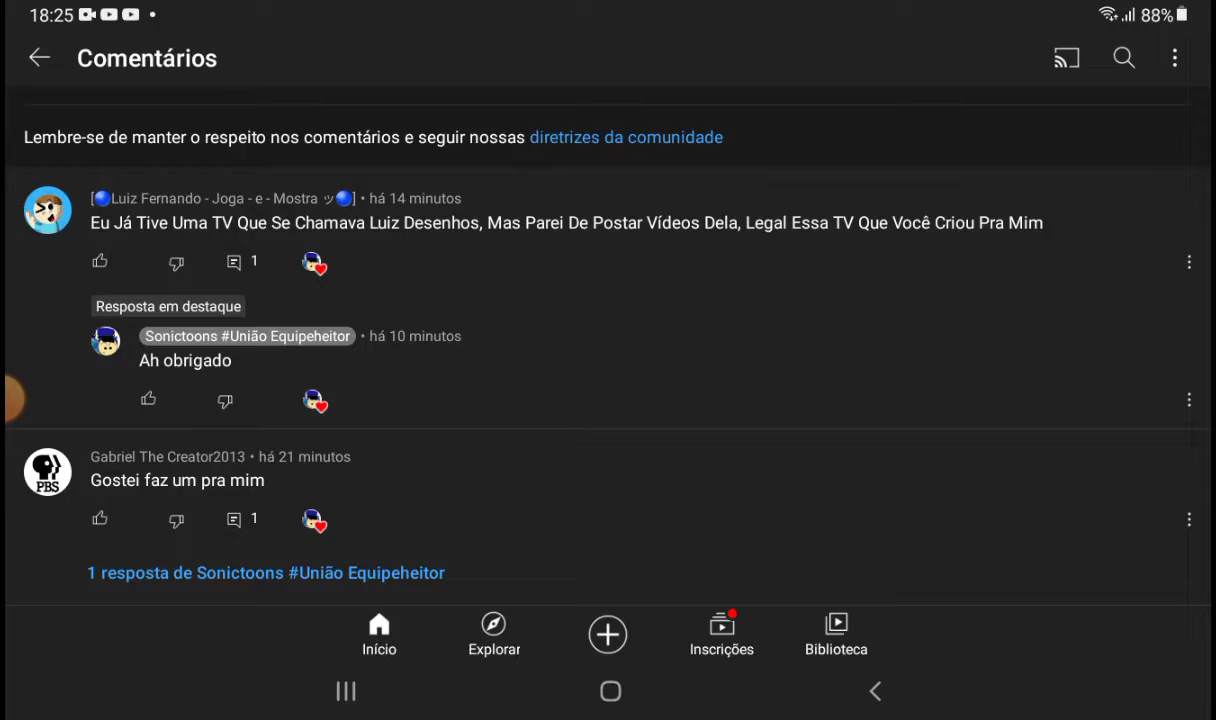 18:25
88%
Comentários
Lembre-se de manter o respeito nos comentários e seguir nossas diretrizes da comunidade
[🔵Luiz Fernando - Joga - e - Mostra ッ🔵] • há 14 minutos
Eu Já Tive Uma TV Que Se Chamava Luiz Desenhos, Mas Parei De Postar Vídeos Dela, Legal Essa TV Que Você Criou Pra Mim
1
Resposta em destaque
Sonictoons #União Equipeheitor • há 10 minutos
Ah obrigado
Gabriel The Creator2013 • há 21 minutos
PBS
Gostei faz um pra mim
1
1 resposta de Sonictoons #União Equipeheitor
Início
Explorar
Inscrições
Biblioteca